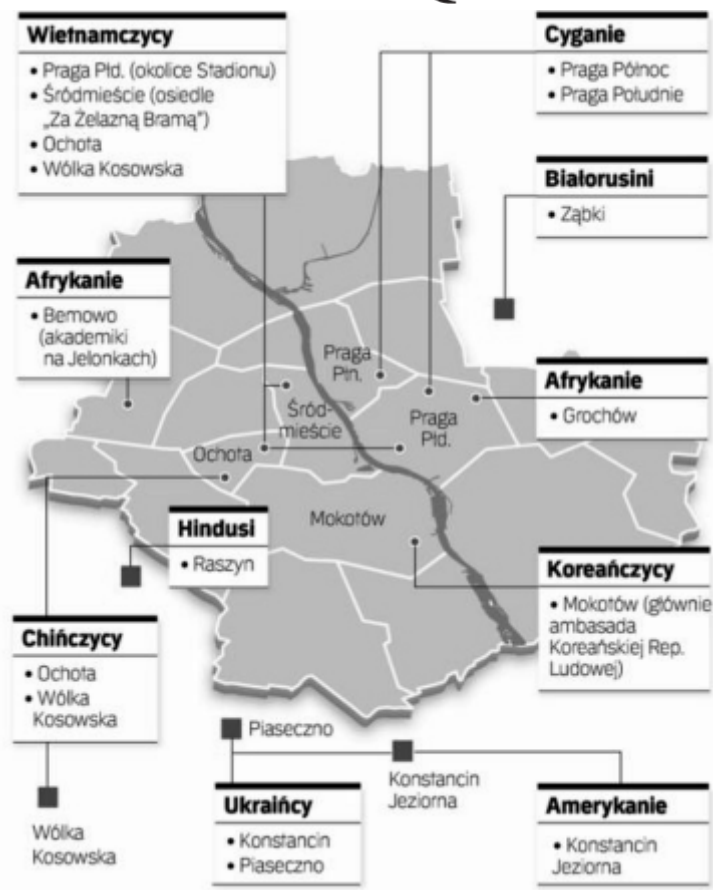 Wietnamczycy
• Praga Płd. (okolice Stadionu)
• Śródmieście (osiedle
„Za Żelazną Bramą”)
• Ochota
• Wólka Kosowska
Cyganie
• Praga Północ
• Praga Południe
Białorusini
• Ząbki
Afrykanie
• Bemowo
(akademiki
na Jelonkach)
Praga
Płn.
Śród-
mieście
Praga
Płd.
Ochota
Mokotów
Afrykanie
• Grochów
Hindusi
• Raszyn
Koreańczycy
• Mokotów (głównie
ambasada
Koreańskiej Rep.
Ludowej)
Chińczycy
• Ochota
• Wólka
Kosowska
Piaseczno
Konstancin
Jeziorna
Wólka
Kosowska
Ukraińcy
• Konstancin
• Piaseczno
Amerykanie
• Konstancin
Jeziorna